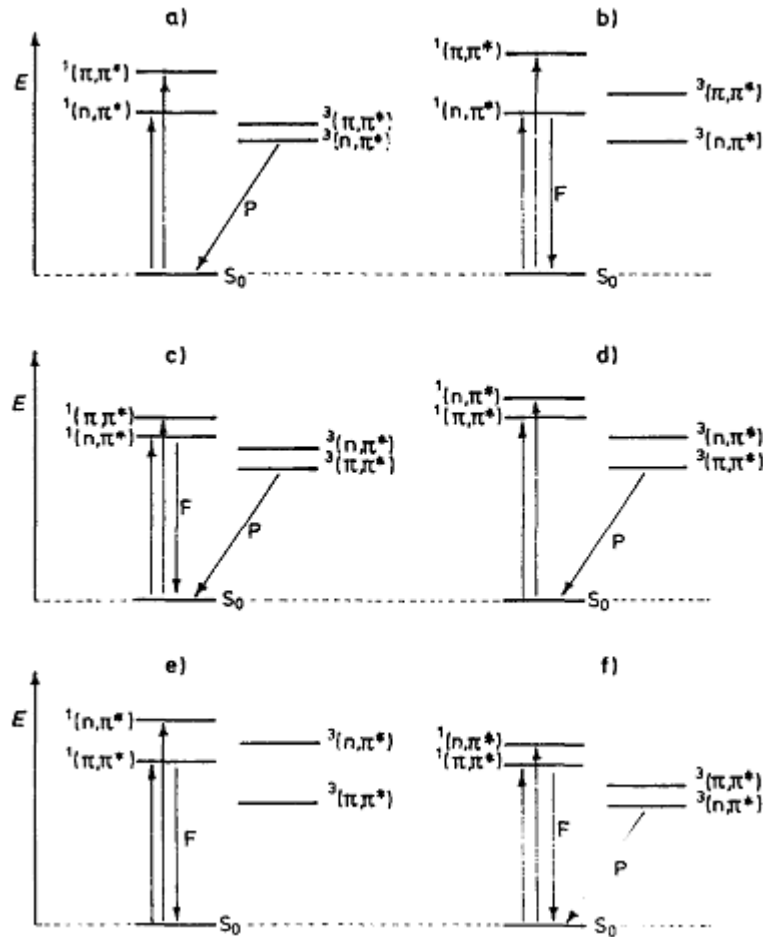 a) b)
E ¹(π,π*) ¹(n,π*) ³(π,π*) ³(n,π*) P S₀
¹(π,π*) ¹(n,π*) ³(π,π*) ³(n,π*) F S₀
c) d)
E ¹(π,π*) ¹(n,π*) ³(n,π*) ³(π,π*) F P S₀
¹(n,π*) ¹(π,π*) ³(n,π*) ³(π,π*) P S₀
e) f)
E ¹(n,π*) ¹(π,π*) ³(n,π*) ³(π,π*) F S₀
¹(n,π*) ¹(π,π*) ³(π,π*) ³(n,π*) F P S₀